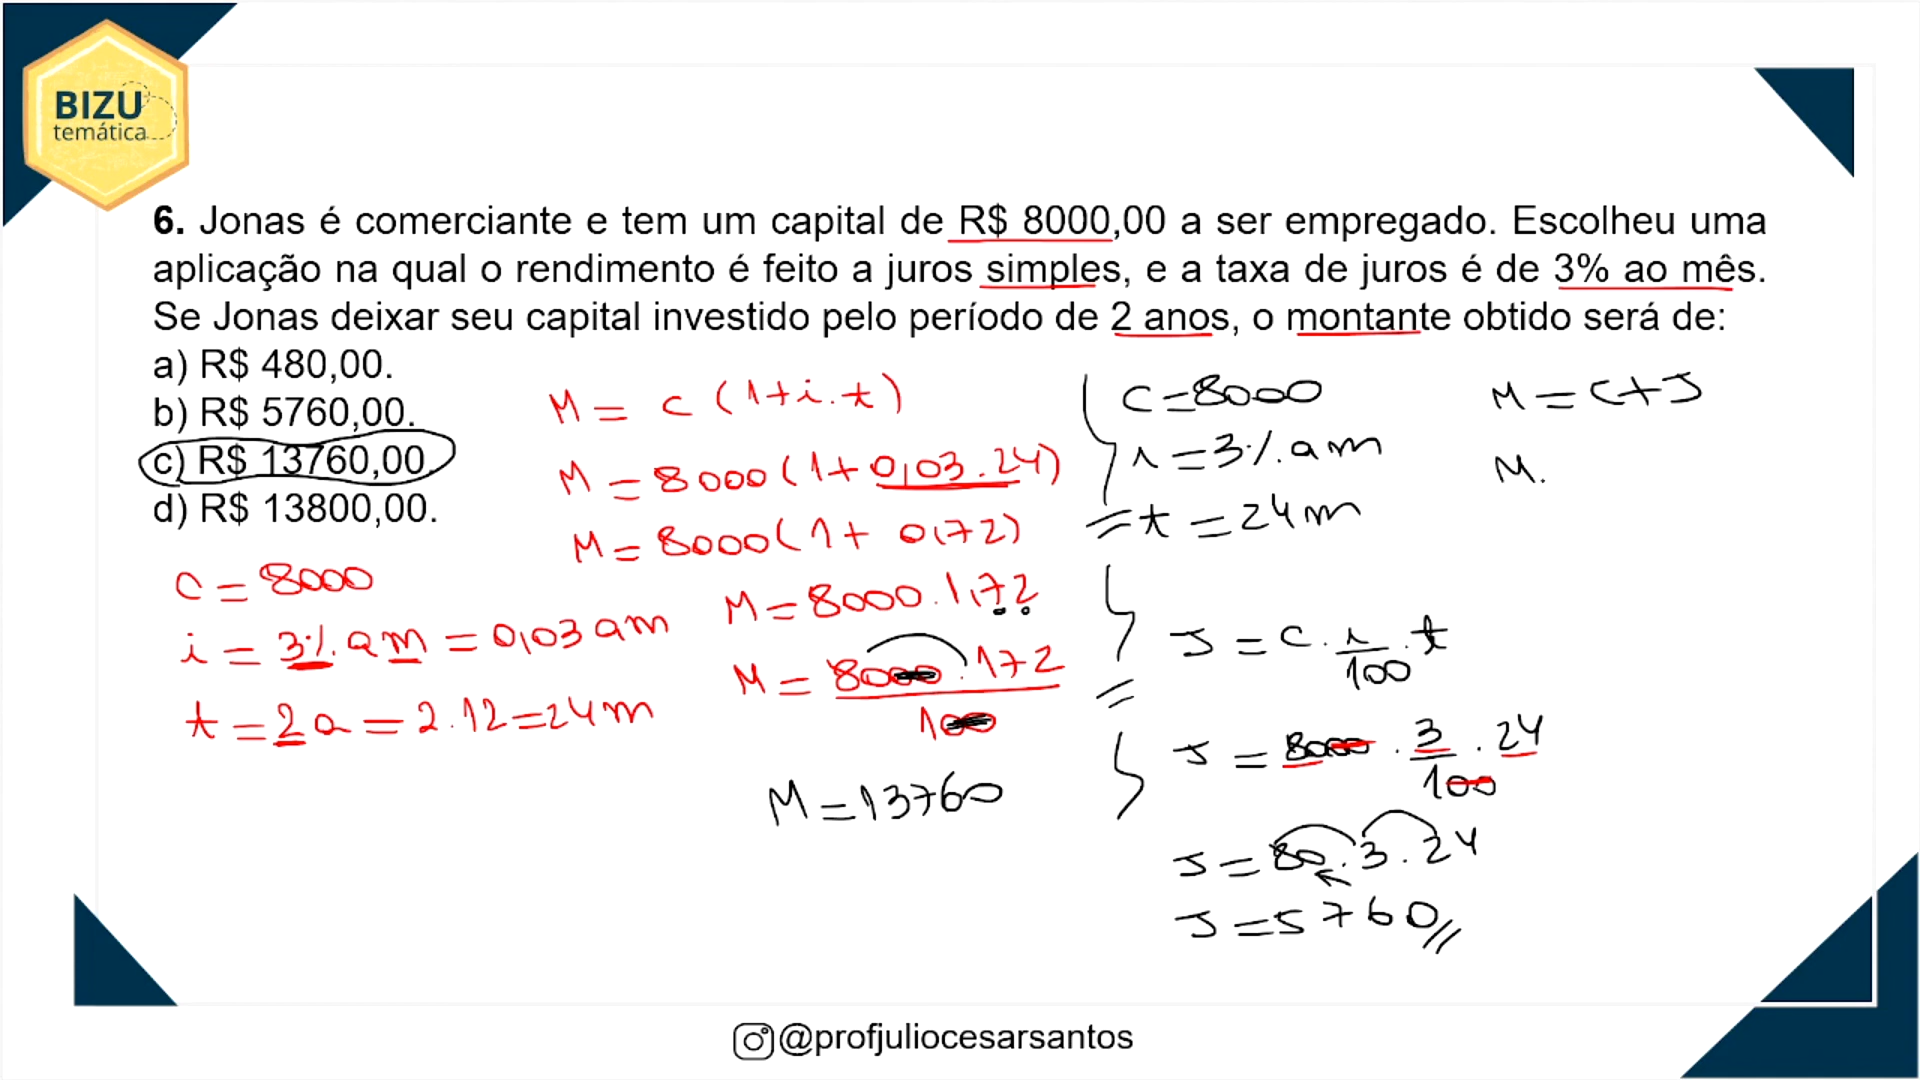 BIZU
temática
6. Jonas é comerciante e tem um capital de R$ 8000,00 a ser empregado. Escolheu uma
aplicação na qual o rendimento é feito a juros simples, e a taxa de juros é de 3% ao mês.
Se Jonas deixar seu capital investido pelo período de 2 anos, o montante obtido será de:
a) R$ 480,00.
b) R$ 5760,00.
c) R$ 13760,00.
d) R$ 13800,00.
c = 8000
i = 3% am = 0,03 am
t = 2a = 2.12=24m
M = c (1+i.t)
M = 8000 (1+0,03.24)
M = 8000(1+ 0,72)
M = 8000.1,72
M = 8000.172
100
M = 13760
C=8000
i = 3% am
t = 24m
J = C. i . t
100
J = 8000 . 3 . 24
100
J = 80.3.24
J = 5760
M = C+J
M.
@profjuliocesarsantos